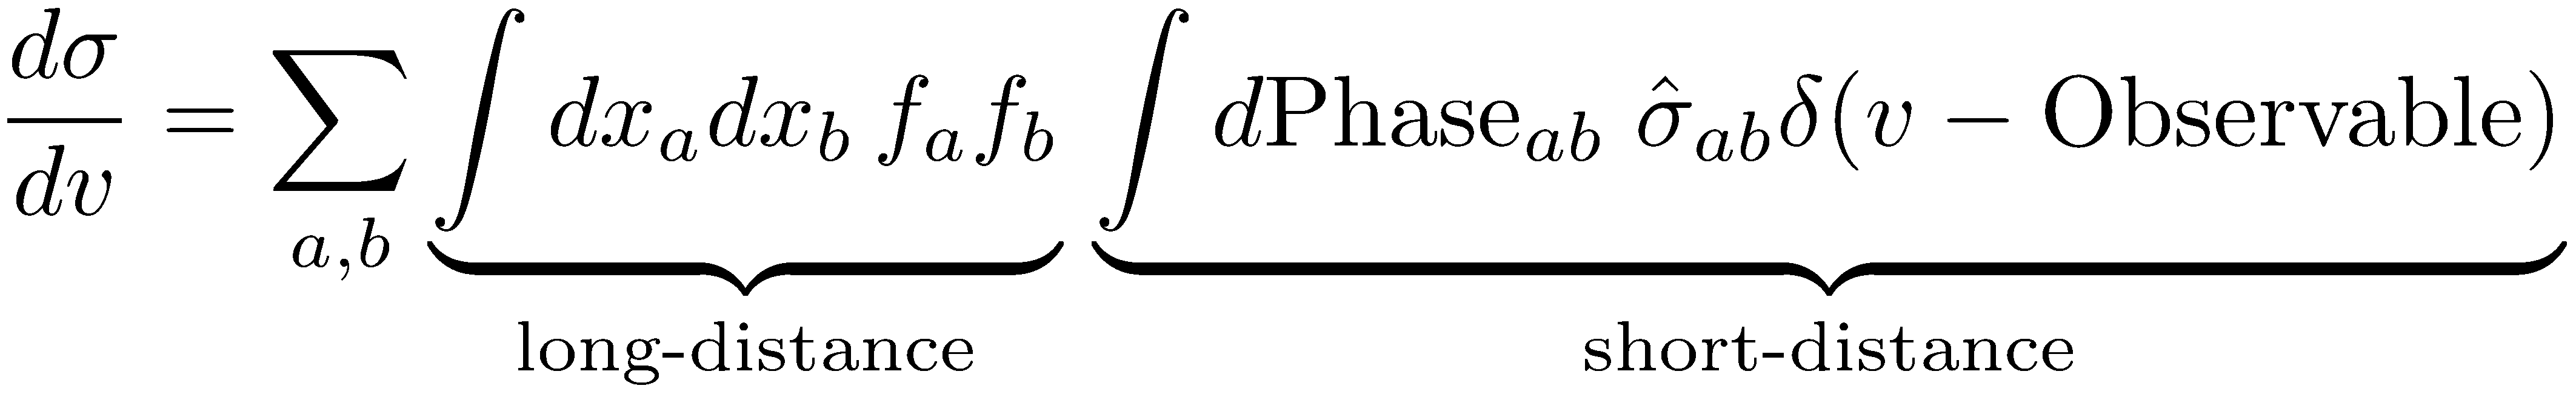 dσ/dv = ∑_{a,b} ∫ dx_a dx_b f_a f_b ∫ dPhase_{ab} σ̂_{ab} δ(v − Observable)
long-distance short-distance